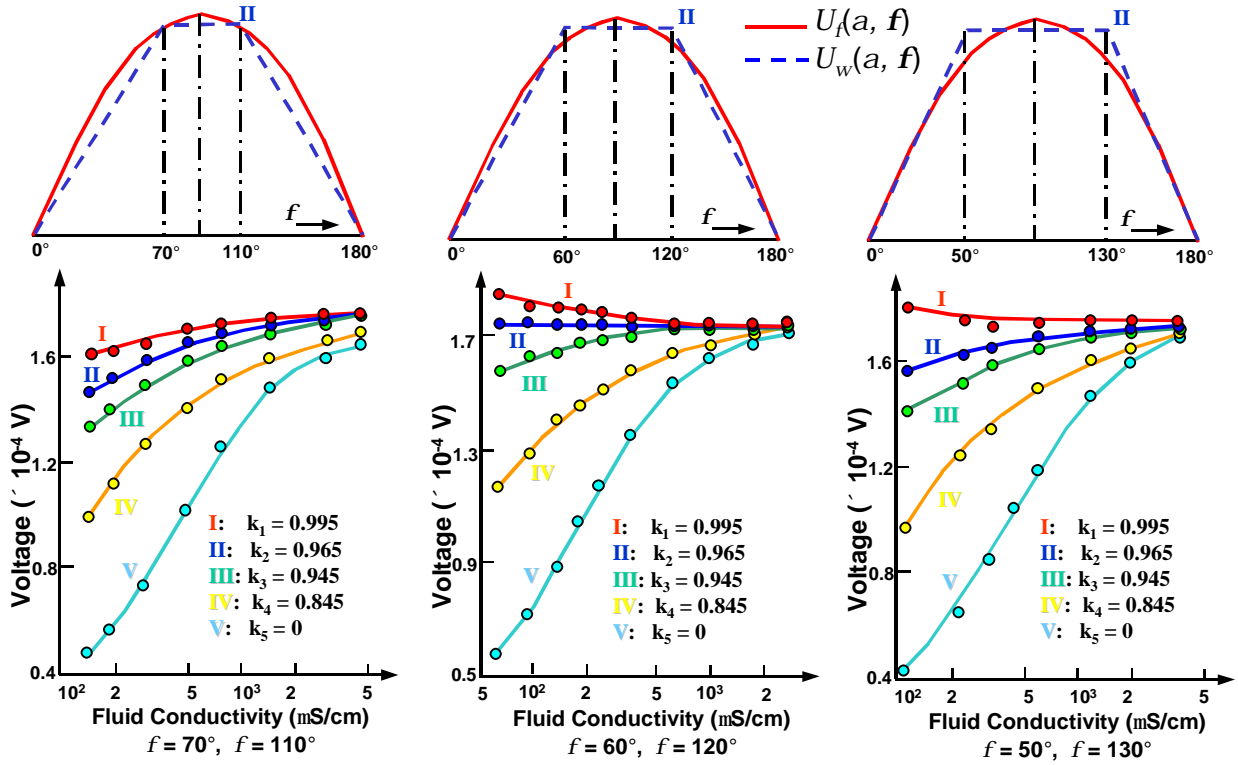 II
f
0° 70° 110° 180°
II
f
0° 60° 120° 180°
II
f
0° 50° 130° 180°
U_f(a, f)
U_w(a, f)
Voltage (´ 10⁻⁴ V)
1.6
1.2
0.8
0.4
I
II
III
IV
V
I: k₁ = 0.995
II: k₂ = 0.965
III: k₃ = 0.945
IV: k₄ = 0.845
V: k₅ = 0
10² 2 5 10³ 2 5
Fluid Conductivity (mS/cm)
f = 70°, f = 110°
Voltage (´ 10⁻⁴ V)
1.7
1.3
0.9
0.5
I
II
III
IV
V
I: k₁ = 0.995
II: k₂ = 0.965
III: k₃ = 0.945
IV: k₄ = 0.845
V: k₅ = 0
5 10² 2 5 10³ 2
Fluid Conductivity (mS/cm)
f = 60°, f = 120°
Voltage (´ 10⁻⁴ V)
1.6
1.2
0.8
0.4
I
II
III
IV
V
I: k₁ = 0.995
II: k₂ = 0.965
III: k₃ = 0.945
IV: k₄ = 0.845
V: k₅ = 0
10² 2 5 10³ 2 5
Fluid Conductivity (mS/cm)
f = 50°, f = 130°